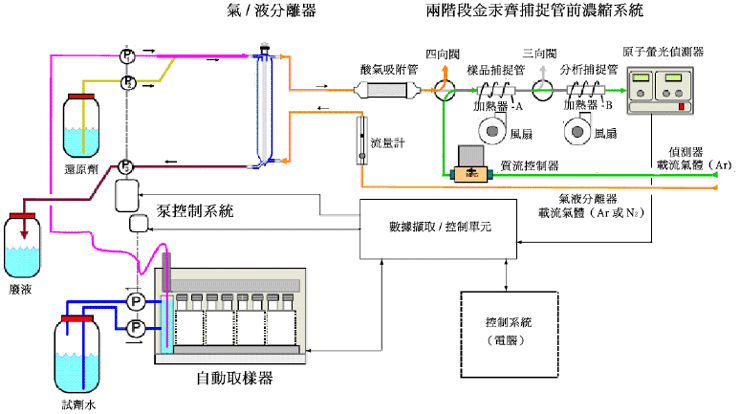 氣 / 液分離器
兩階段金汞齊捕捉管前濃縮系統
四向閥
三向閥
原子螢光偵測器
酸氣吸附管
樣品捕捉管
分析捕捉管
P1
P2
加熱器 -A
加熱器 -B
風扇
風扇
還原劑
流量計
質流控制器
MFC
偵測器
載流氣體（Ar）
P3
氣液分離器
載流氣體（Ar 或 N2）
泵控制系統
數據擷取 / 控制單元
廢液
P
P
控制系統
（電腦）
自動取樣器
試劑水